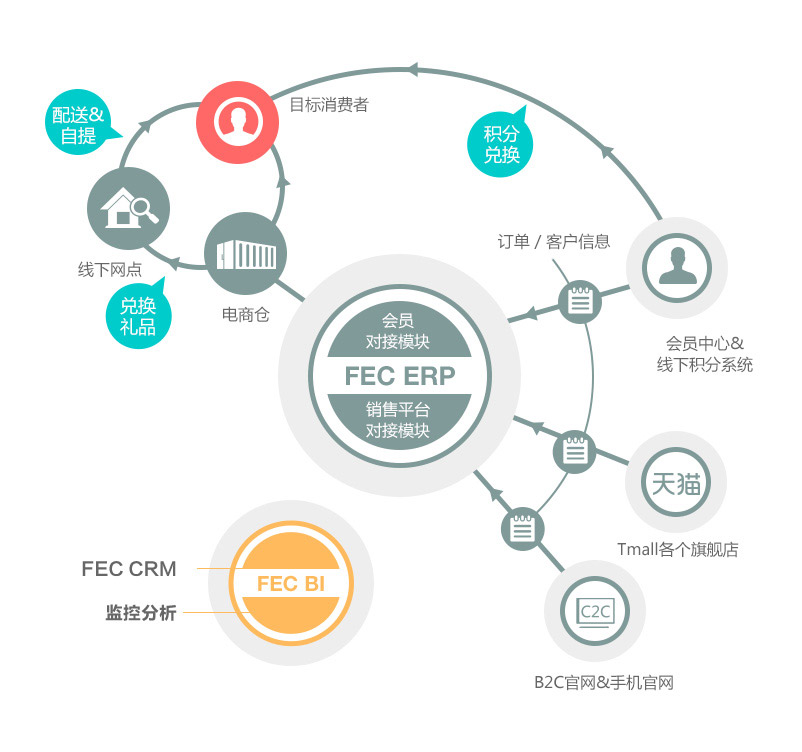 目标消费者
配送&
自提
积分
兑换
线下网点
订单 / 客户信息
兑换
礼品
电商仓
会员
对接模块
FEC ERP
销售平台
对接模块
会员中心&
线下积分系统
天猫
Tmall各个旗舰店
FEC CRM
FEC BI
监控分析
C2C
B2C官网&手机官网